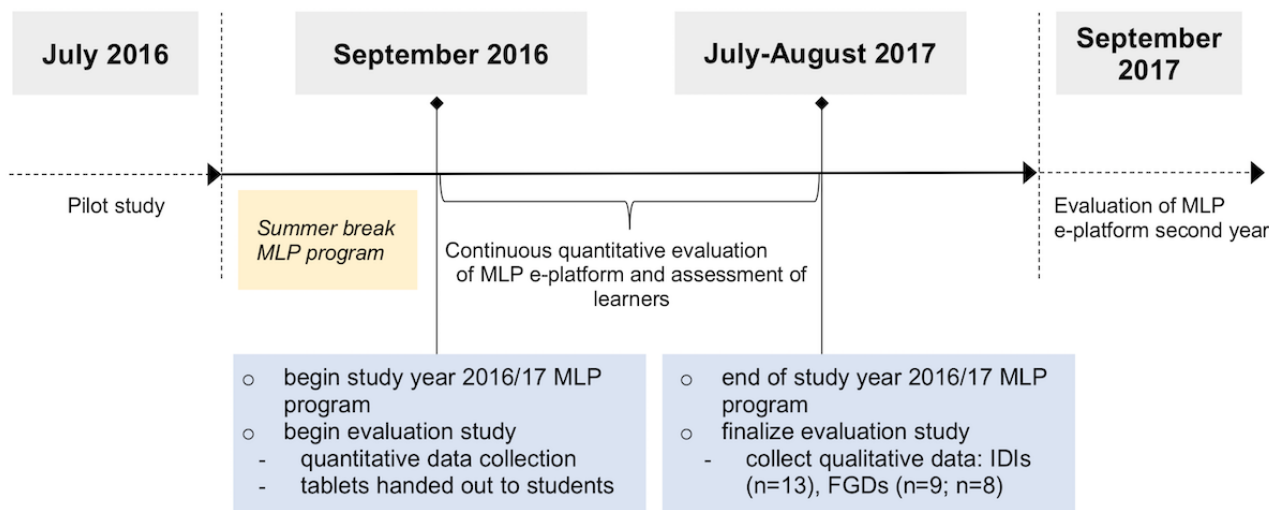 July 2016
September 2016
July-August 2017
September
2017
Pilot study
Summer break
MLP program
Continuous quantitative evaluation
of MLP e-platform and assessment of
learners
Evaluation of MLP
e-platform second year
○ begin study year 2016/17 MLP
program
○ begin evaluation study
- quantitative data collection
- tablets handed out to students
○ end of study year 2016/17 MLP
program
○ finalize evaluation study
- collect qualitative data: IDIs
(n=13), FGDs (n=9; n=8)